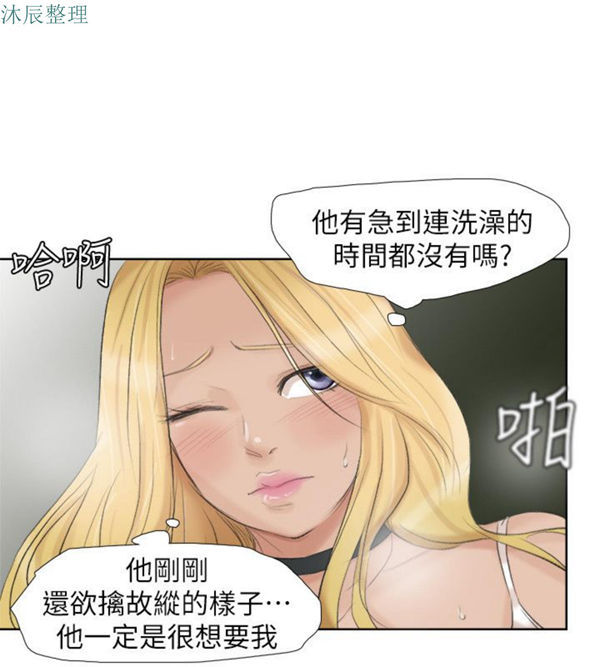 沐辰整理
他有急到連洗澡的
時間都沒有嗎?
哈啊
啪
他剛剛
還欲擒故縱的樣子…
他一定是很想要我